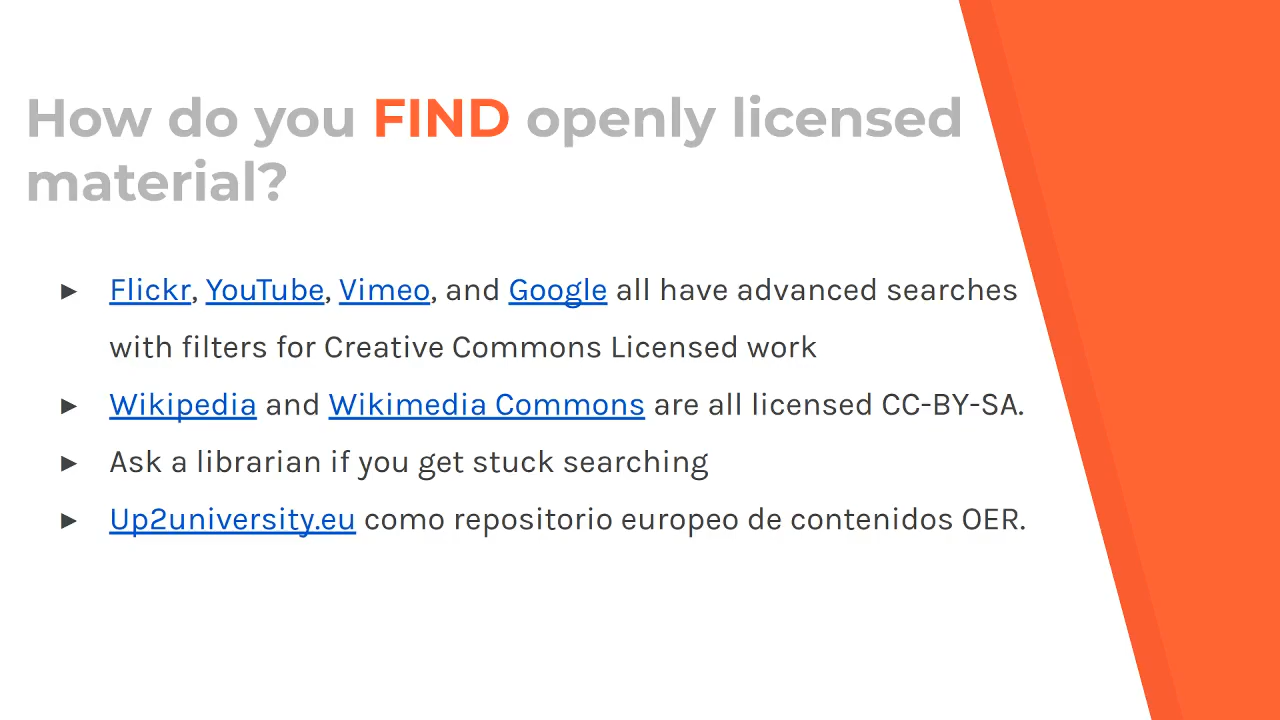 How do you FIND openly licensed
material?
► Flickr, YouTube, Vimeo, and Google all have advanced searches
with filters for Creative Commons Licensed work
► Wikipedia and Wikimedia Commons are all licensed CC-BY-SA.
► Ask a librarian if you get stuck searching
► Up2university.eu como repositorio europeo de contenidos OER.